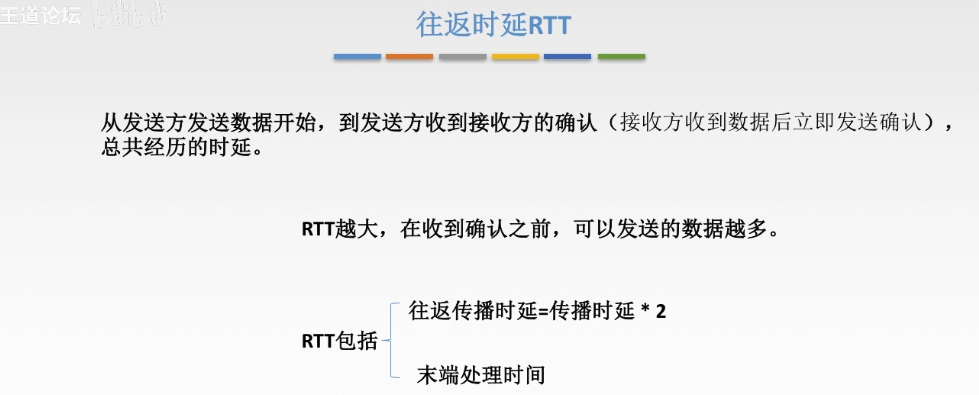 王道论坛
往返时延RTT
从发送方发送数据开始，到发送方收到接收方的确认（接收方收到数据后立即发送确认），
总共经历的时延。
RTT越大，在收到确认之前，可以发送的数据越多。
往返传播时延=传播时延 * 2
RTT包括
末端处理时间